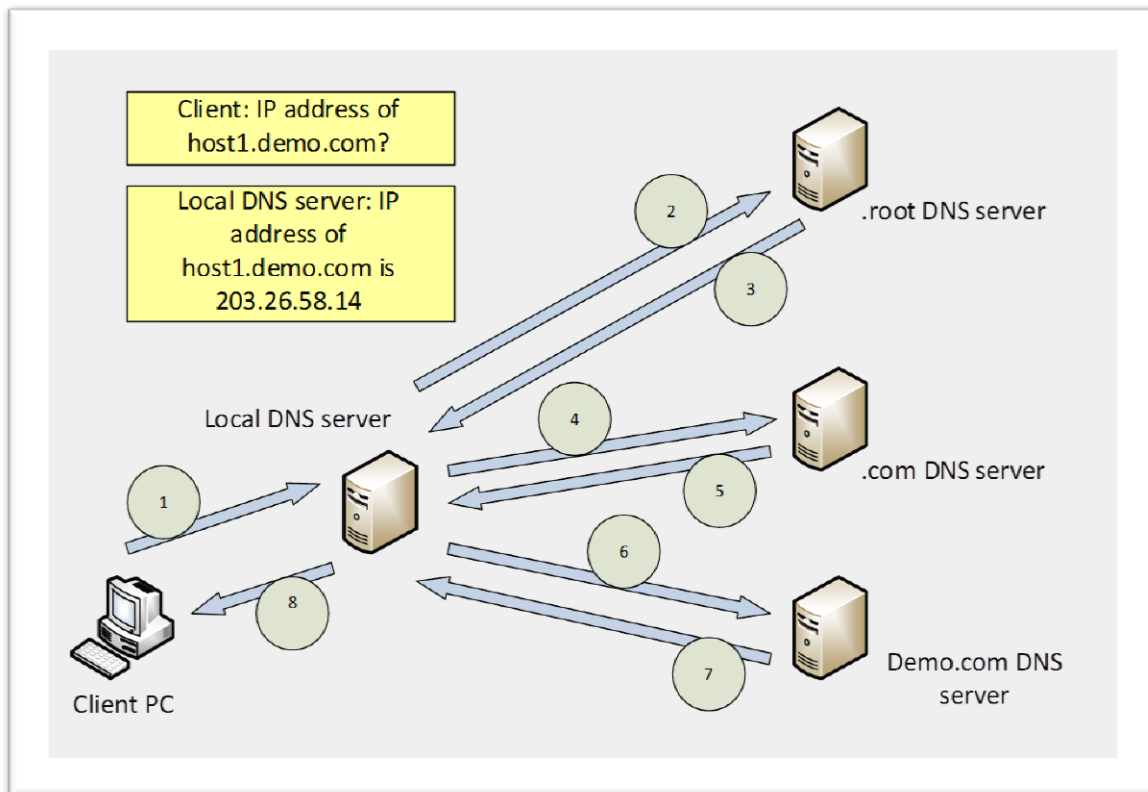 Client: IP address of
host1.demo.com?
Local DNS server: IP
address of
host1.demo.com is
203.26.58.14
2
.root DNS server
3
Local DNS server
4
.com DNS server
5
1
6
8
7
Demo.com DNS
server
Client PC